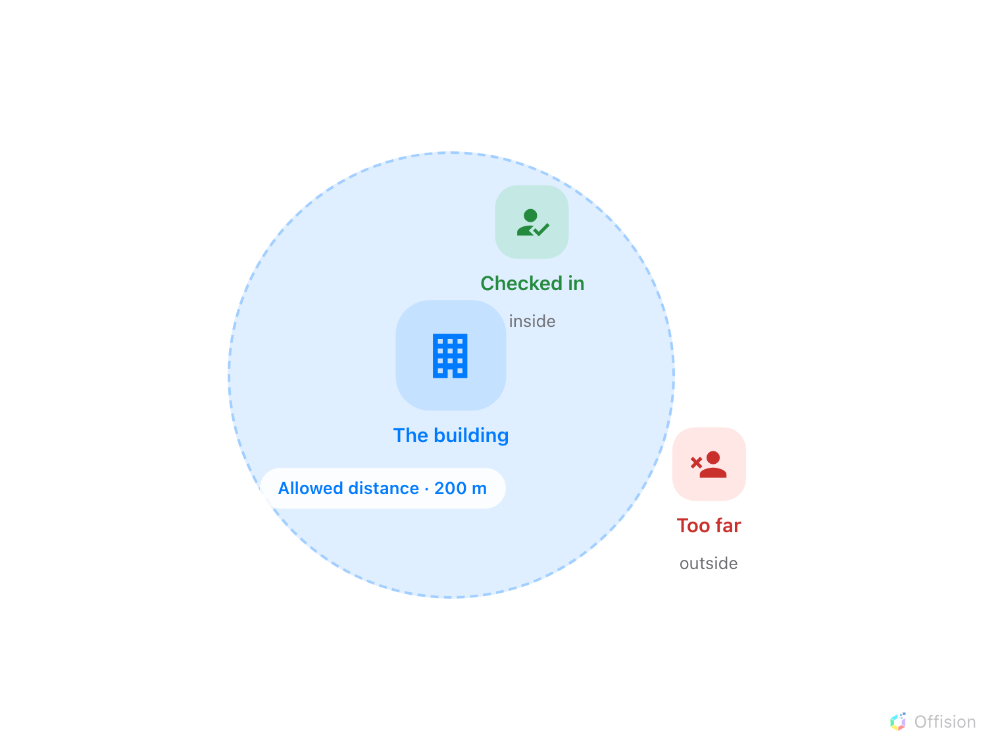 Checked in
inside
The building
Allowed distance · 200 m
Too far
outside
Offision